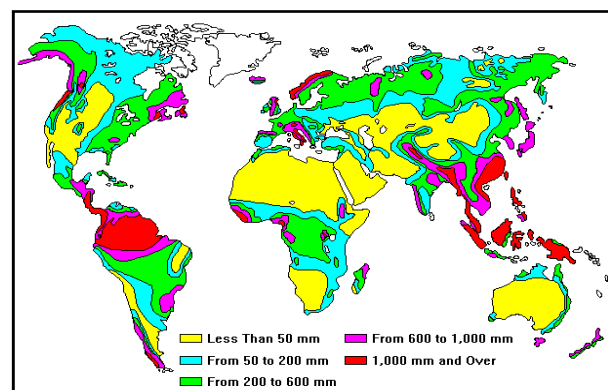 Less Than 50 mm
From 600 to 1,000 mm
From 50 to 200 mm
1,000 mm and Over
From 200 to 600 mm